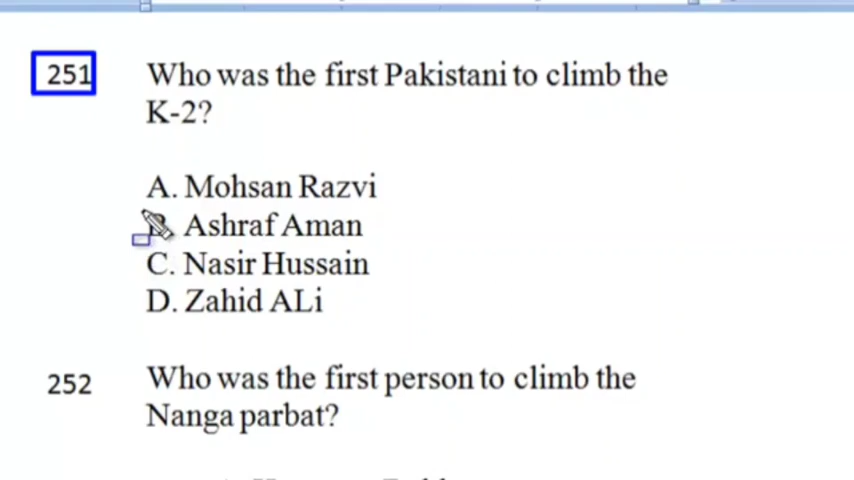 251 Who was the first Pakistani to climb the
K-2?
A. Mohsan Razvi
Ashraf Aman
C. Nasir Hussain
D. Zahid ALi
252 Who was the first person to climb the
Nanga parbat?